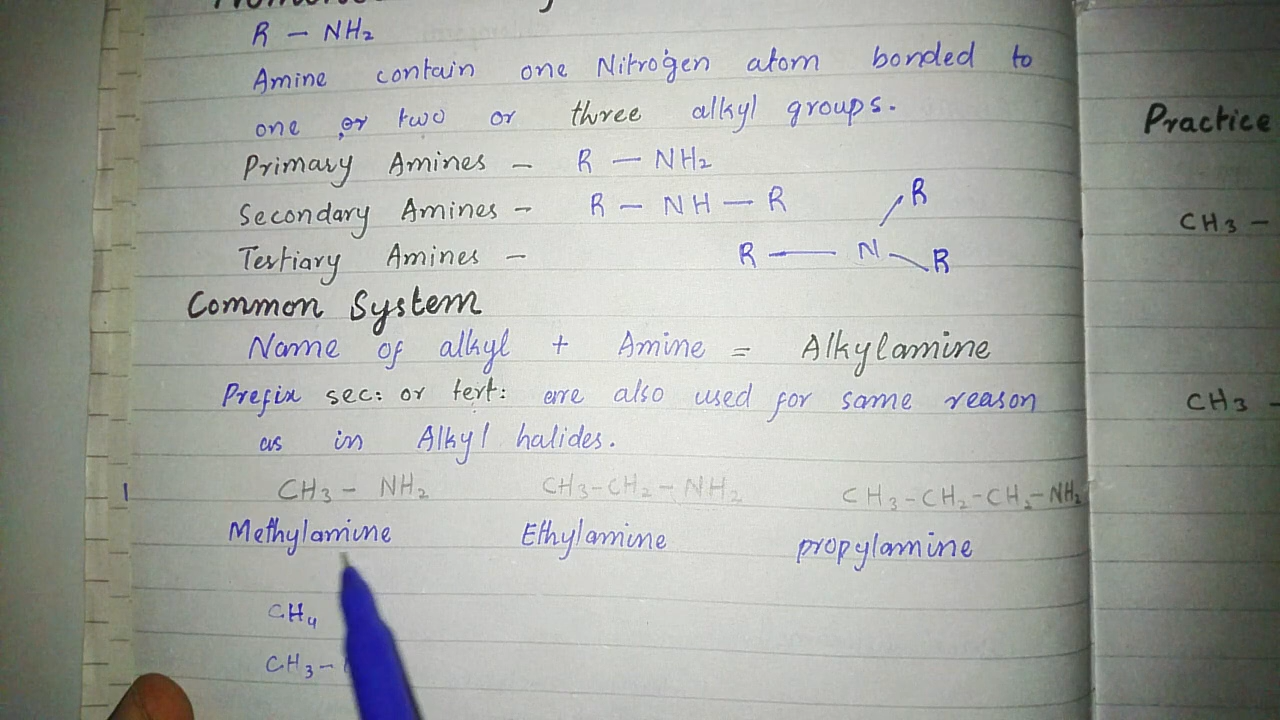 R - NH₂
Amine contain one Nitrogen atom bonded to
one or two or three alkyl groups.
Primary Amines - R - NH₂
Secondary Amines - R - NH - R
R
Tertiary Amines - R - N - R
Common System
Name of alkyl + Amine = Alkylamine
Prefix sec: or tert: are also used for same reason
as in Alkyl halides.
1 CH₃ - NH₂ CH₃-CH₂-NH₂ CH₃-CH₂-CH₂-NH₂
Methylamine Ethylamine propylamine
CH₄
CH₃-
Practice
CH₃ -
CH₃ -